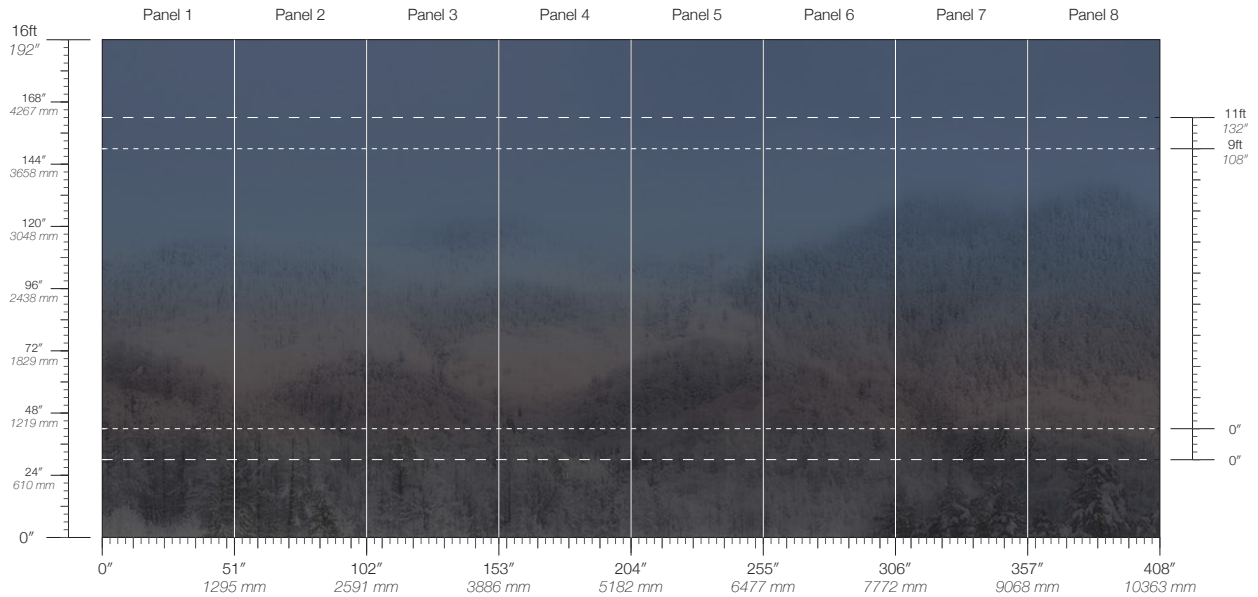 Panel 1 Panel 2 Panel 3 Panel 4 Panel 5 Panel 6 Panel 7 Panel 8
16ft
192″
168″
4267 mm
144″
3658 mm
120″
3048 mm
96″
2438 mm
72″
1829 mm
48″
1219 mm
24″
610 mm
0″
11ft
132″
9ft
108″
0″
0″
0″ 51″ 102″ 153″ 204″ 255″ 306″ 357″ 408″
1295 mm 2591 mm 3886 mm 5182 mm 6477 mm 7772 mm 9068 mm 10363 mm